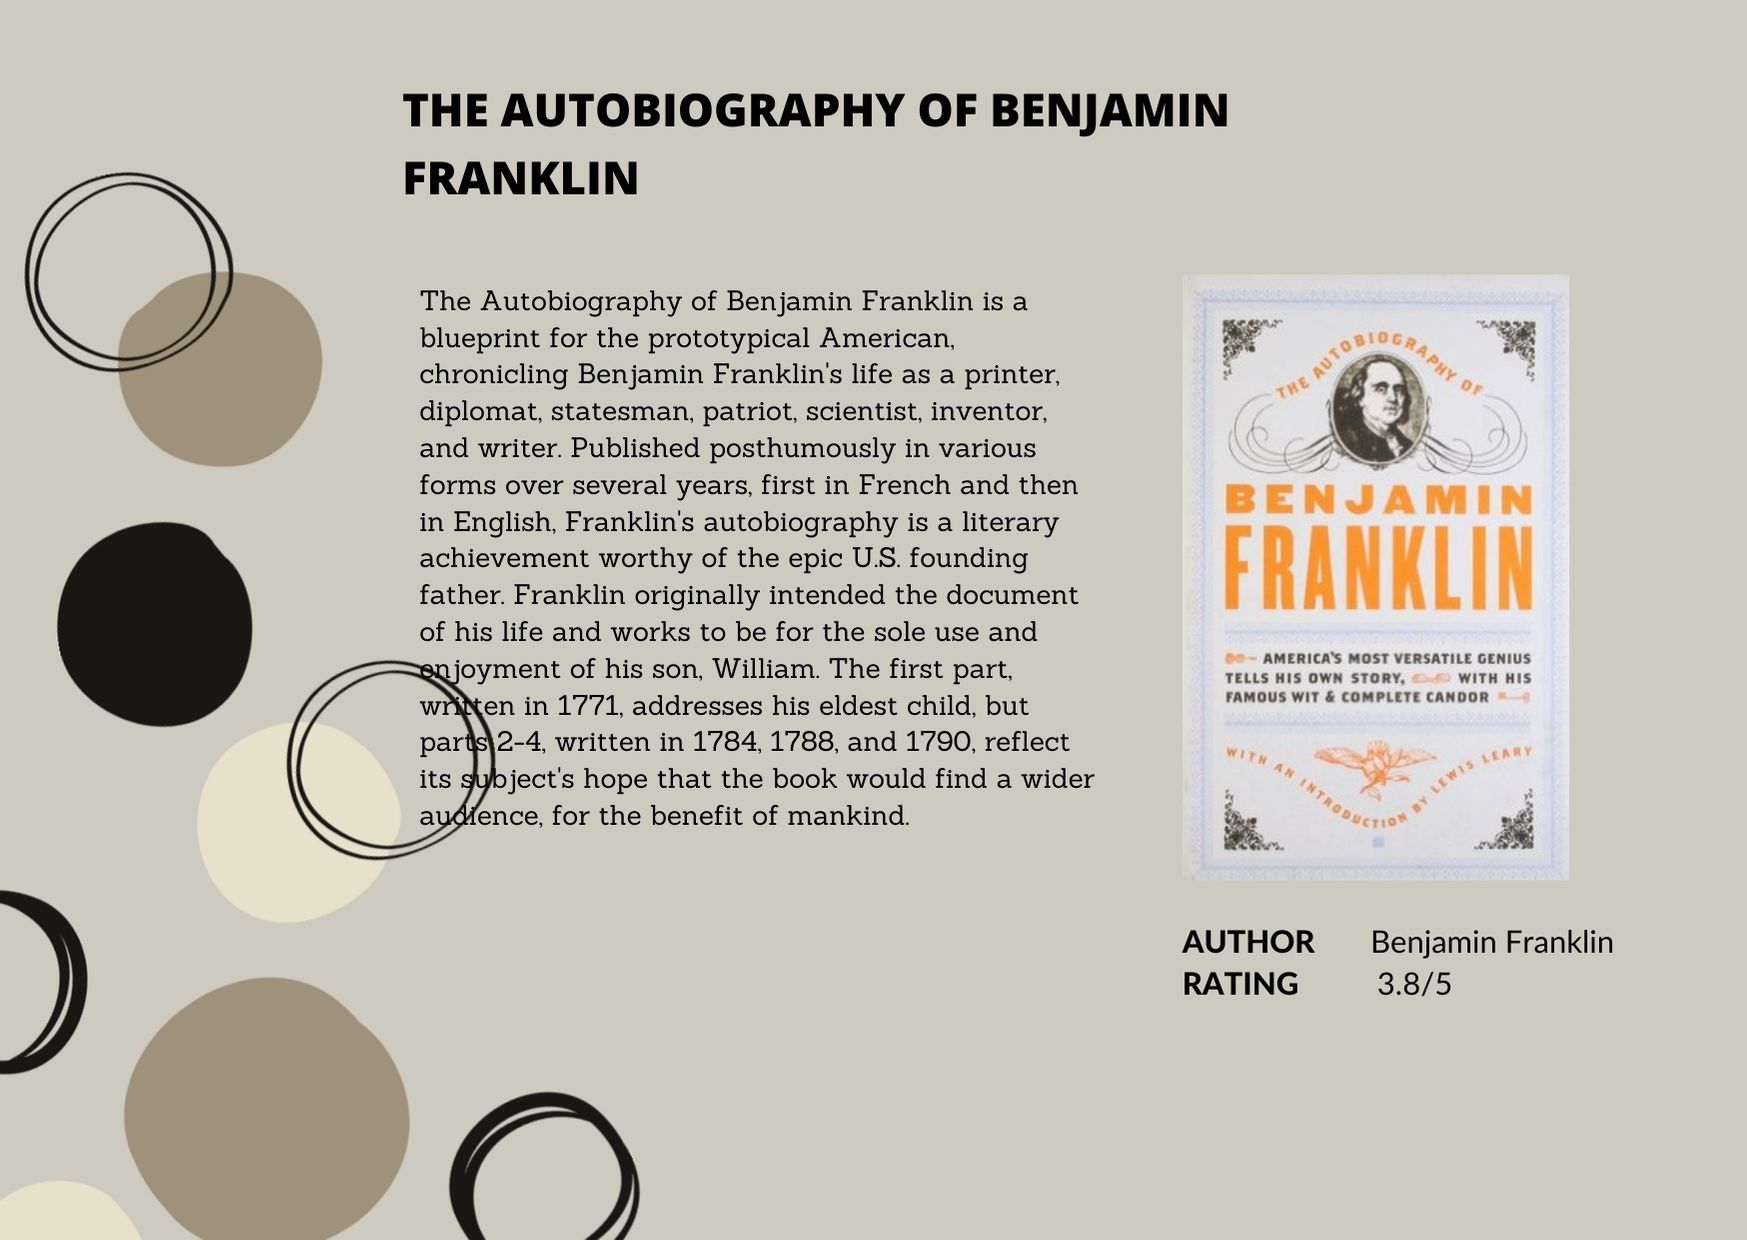 THE AUTOBIOGRAPHY OF BENJAMIN
FRANKLIN
The Autobiography of Benjamin Franklin is a
blueprint for the prototypical American,
chronicling Benjamin Franklin's life as a printer,
diplomat, statesman, patriot, scientist, inventor,
and writer. Published posthumously in various
forms over several years, first in French and then
in English, Franklin's autobiography is a literary
achievement worthy of the epic U.S. founding
father. Franklin originally intended the document
of his life and works to be for the sole use and
enjoyment of his son, William. The first part,
written in 1771, addresses his eldest child, but
parts 2-4, written in 1784, 1788, and 1790, reflect
its subject's hope that the book would find a wider
audience, for the benefit of mankind.
THE AUTOBIOGRAPHY OF
BENJAMIN
FRANKLIN
AMERICA'S MOST VERSATILE GENIUS
TELLS HIS OWN STORY, WITH HIS
FAMOUS WIT & COMPLETE CANDOR
WITH AN INTRODUCTION BY LEWIS LEARY
AUTHOR Benjamin Franklin
RATING 3.8/5